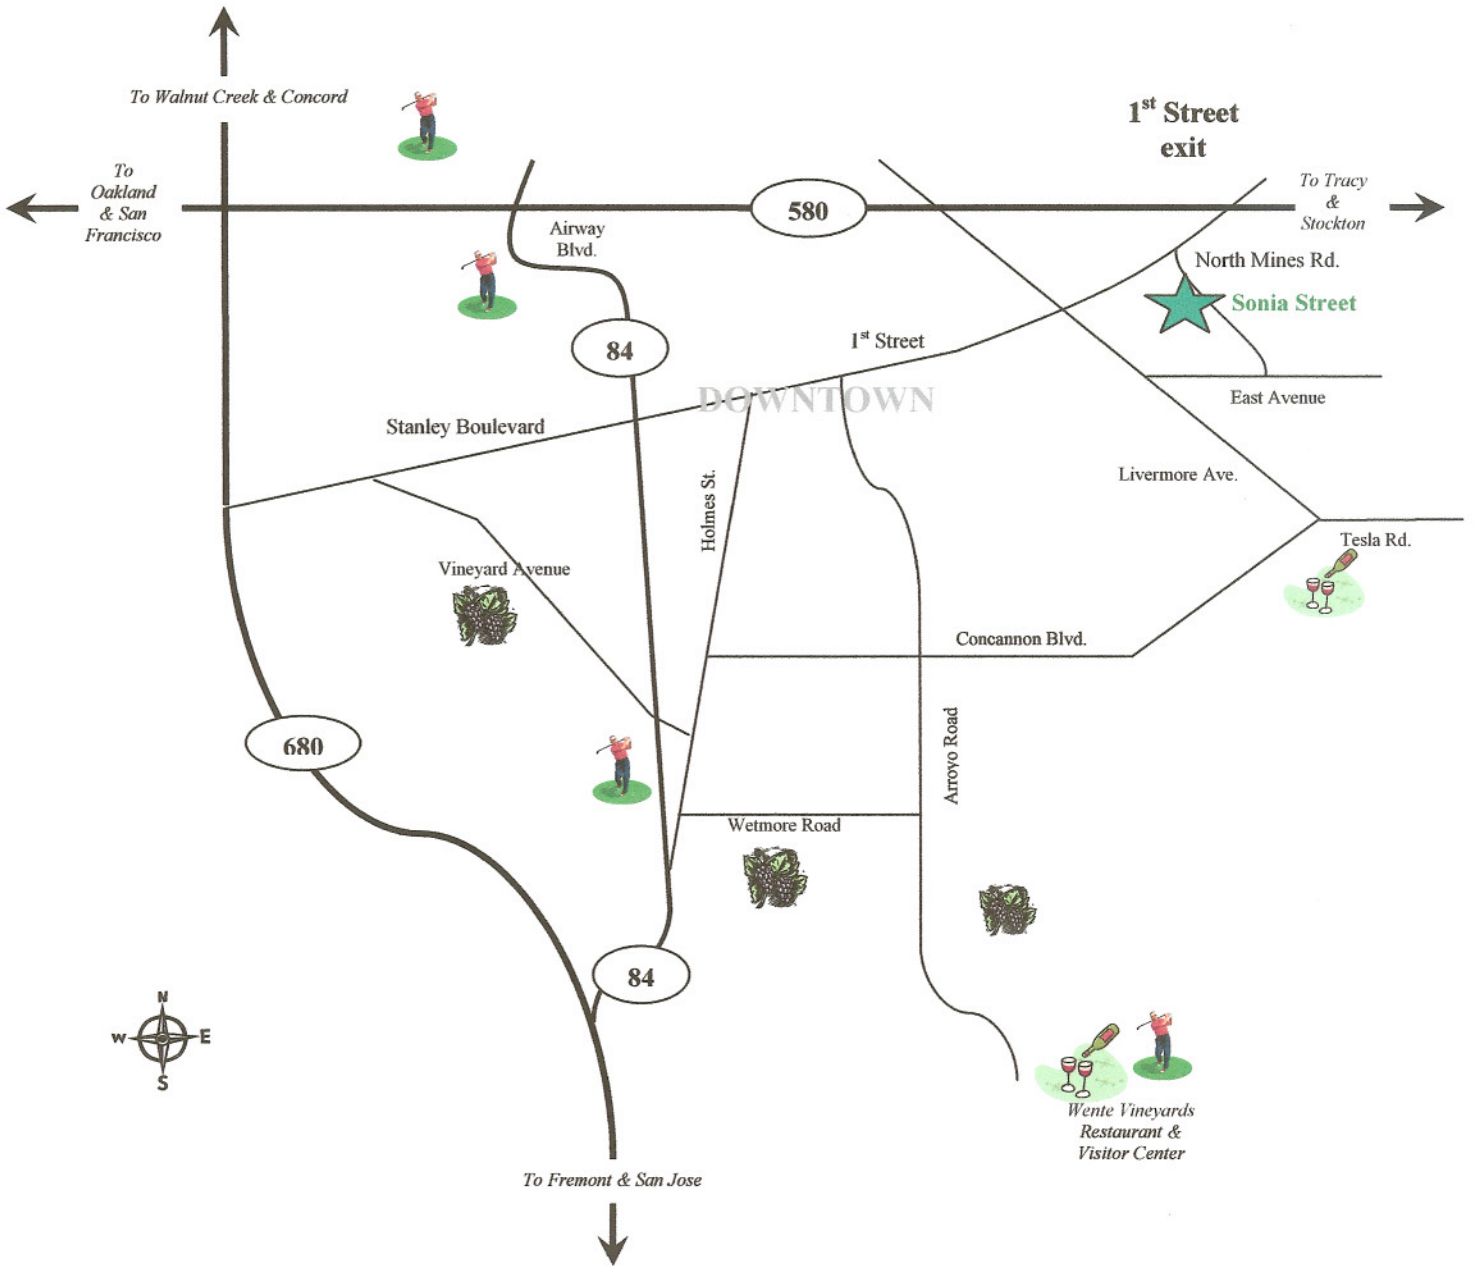 To Walnut Creek & Concord
1st Street
exit
To
Oakland
& San
Francisco
580
To Tracy
&
Stockton
Airway
Blvd.
North Mines Rd.
Sonia Street
84
1st Street
DOWNTOWN
East Avenue
Stanley Boulevard
Livermore Ave.
Holmes St.
Tesla Rd.
Vineyard Avenue
Concannon Blvd.
680
Arroyo Road
Wetmore Road
84
N
W
E
S
Wente Vineyards
Restaurant &
Visitor Center
To Fremont & San Jose